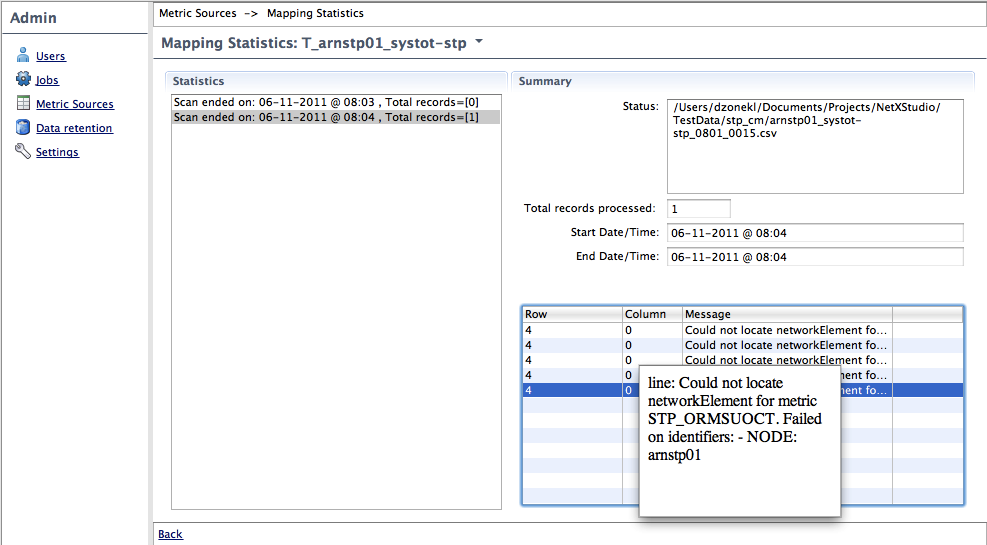 Admin
Users
Jobs
Metric Sources
Data retention
Settings
Metric Sources -> Mapping Statistics
Mapping Statistics: T_arnstp01_systot-stp
Statistics
Scan ended on: 06-11-2011 @ 08:03 , Total records=[0]
Scan ended on: 06-11-2011 @ 08:04 , Total records=[1]
Summary
Status:
/Users/dzonekl/Documents/Projects/NetXStudio/
TestData/stp_cm/arnstp01_systot-
stp_0801_0015.csv
Total records processed: 1
Start Date/Time: 06-11-2011 @ 08:04
End Date/Time: 06-11-2011 @ 08:04
Row Column Message
4 0 Could not locate networkElement fo...
4 0 Could not locate networkElement fo...
4 0 Could not locate networkElement fo...
4 0 ment fo...
4 0 ment fo...
line: Could not locate
networkElement for metric
STP_ORMSUOCT. Failed
on identifiers: - NODE:
arnstp01
Back